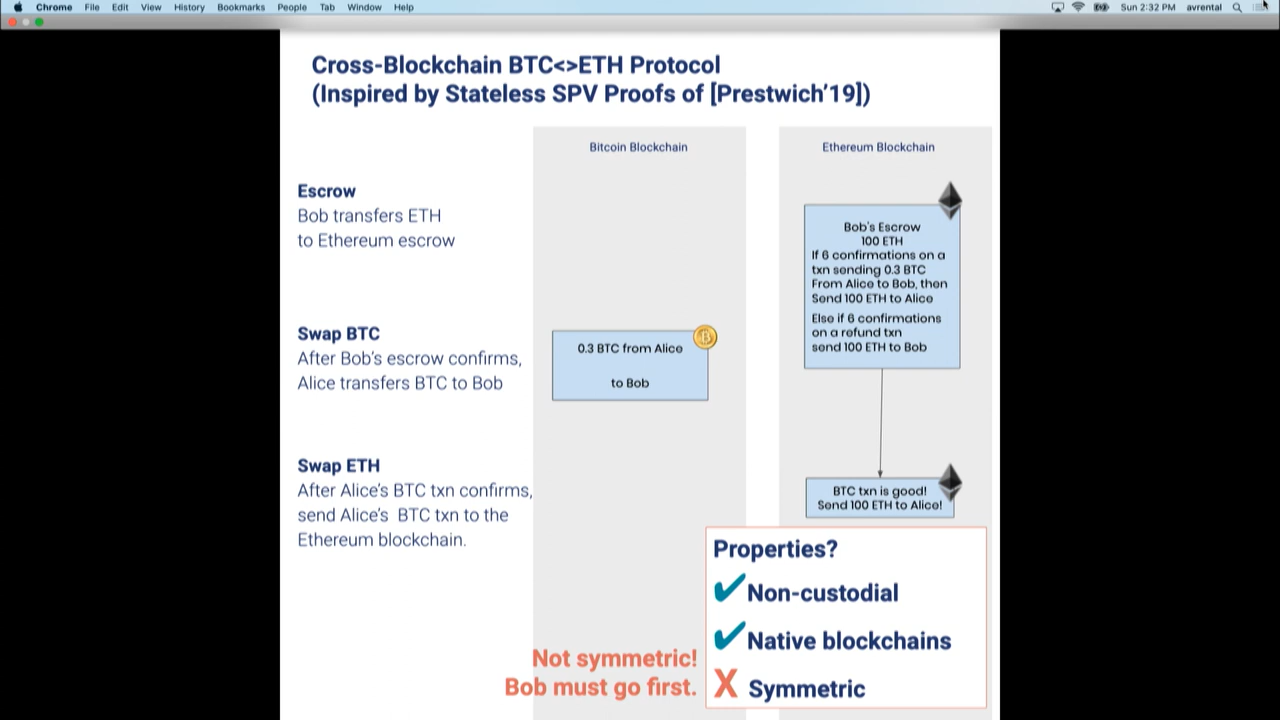 Chrome File Edit View History Bookmarks People Tab Window Help Sun 2:32 PM avrental
Cross-Blockchain BTC<>ETH Protocol
(Inspired by Stateless SPV Proofs of [Prestwich'19])
Bitcoin Blockchain
Ethereum Blockchain
Escrow
Bob transfers ETH
to Ethereum escrow
Bob's Escrow
100 ETH
If 6 confirmations on a
txn sending 0.3 BTC
From Alice to Bob, then
Send 100 ETH to Alice
Else if 6 confirmations
on a refund txn
send 100 ETH to Bob
Swap BTC
After Bob's escrow confirms,
Alice transfers BTC to Bob
0.3 BTC from Alice
to Bob
Swap ETH
After Alice's BTC txn confirms,
send Alice's BTC txn to the
Ethereum blockchain.
BTC txn is good!
Send 100 ETH to Alice!
Properties?
✔Non-custodial
✔Native blockchains
X Symmetric
Not symmetric!
Bob must go first.